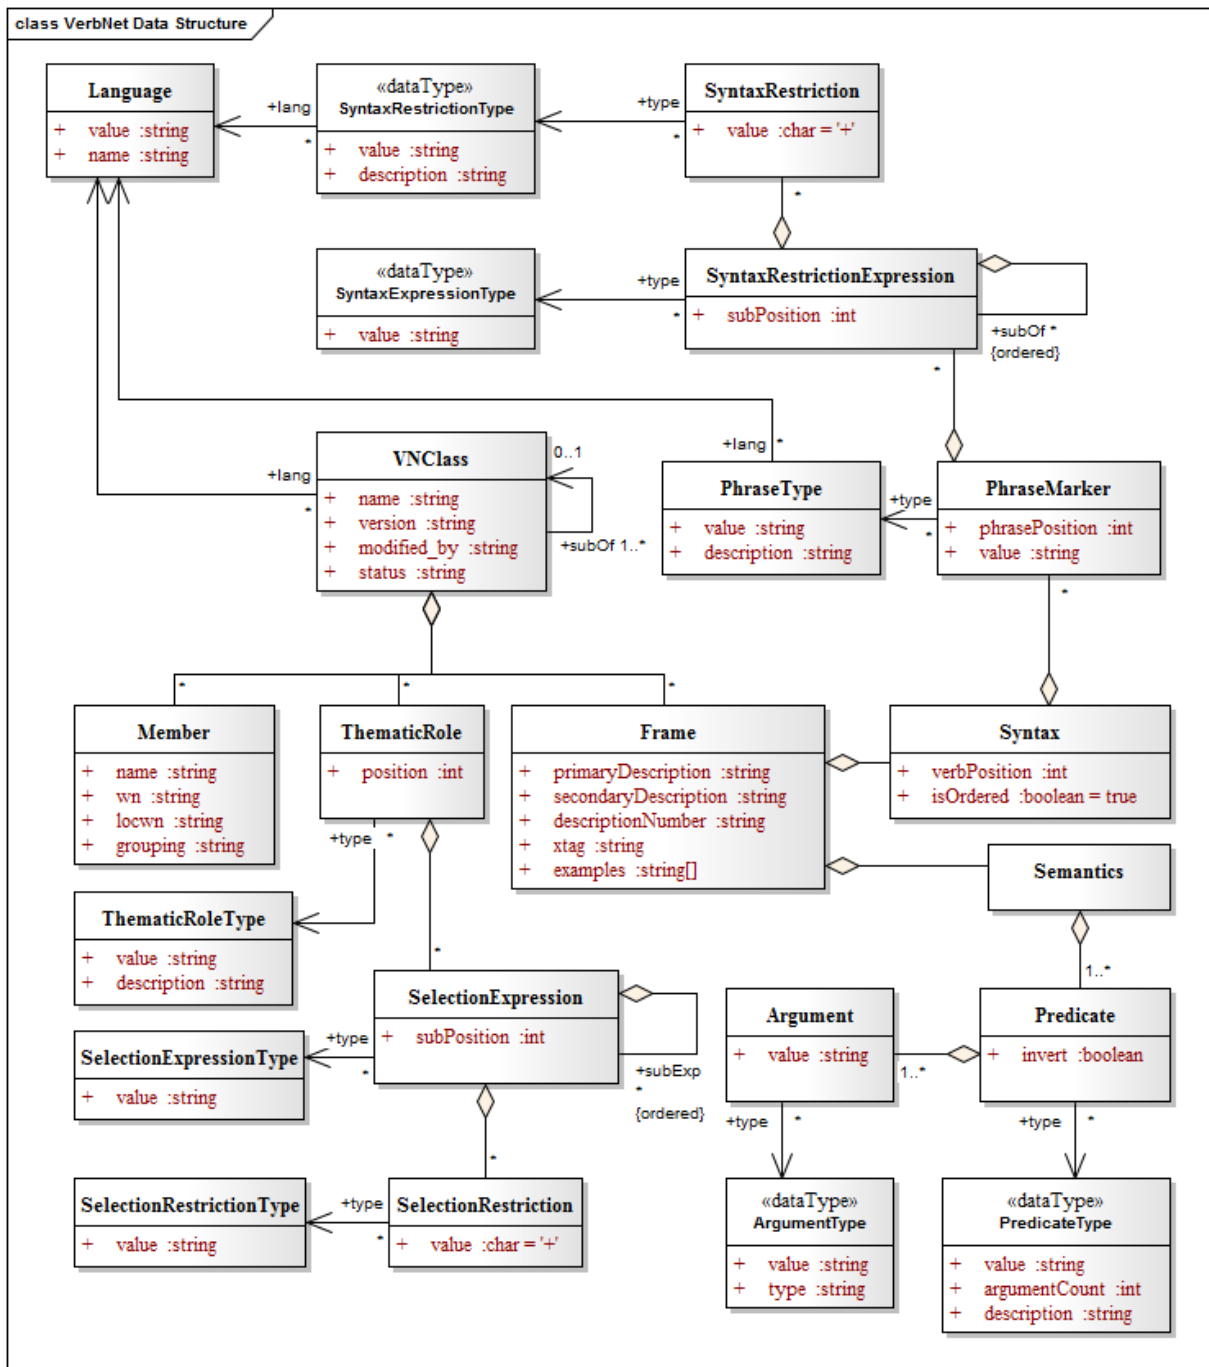 class VerbNet Data Structure
Language
+ value :string
+ name :string
+lang
*
«dataType»
SyntaxRestrictionType
+ value :string
+ description :string
+type
*
SyntaxRestriction
+ value :char = '+'
*
«dataType»
SyntaxExpressionType
+ value :string
+type
*
SyntaxRestrictionExpression
+ subPosition :int
+subOf *
{ordered}
*
+lang
*
VNClass
+ name :string
+ version :string
+ modified_by :string
+ status :string
0..1
+subOf 1..*
+lang *
PhraseType
+ value :string
+ description :string
+type
*
PhraseMarker
+ phrasePosition :int
+ value :string
*
*
*
*
Member
+ name :string
+ wn :string
+ locwn :string
+ grouping :string
ThematicRole
+ position :int
+type *
Frame
+ primaryDescription :string
+ secondaryDescription :string
+ descriptionNumber :string
+ xtag :string
+ examples :string[]
Syntax
+ verbPosition :int
+ isOrdered :boolean = true
Semantics
1..*
ThematicRoleType
+ value :string
+ description :string
*
SelectionExpression
+ subPosition :int
+subExp
*
{ordered}
SelectionExpressionType
+ value :string
+type
*
Argument
+ value :string
1..*
Predicate
+ invert :boolean
+type *
+type *
*
SelectionRestrictionType
+ value :string
+type
*
SelectionRestriction
+ value :char = '+'
«dataType»
ArgumentType
+ value :string
+ type :string
«dataType»
PredicateType
+ value :string
+ argumentCount :int
+ description :string